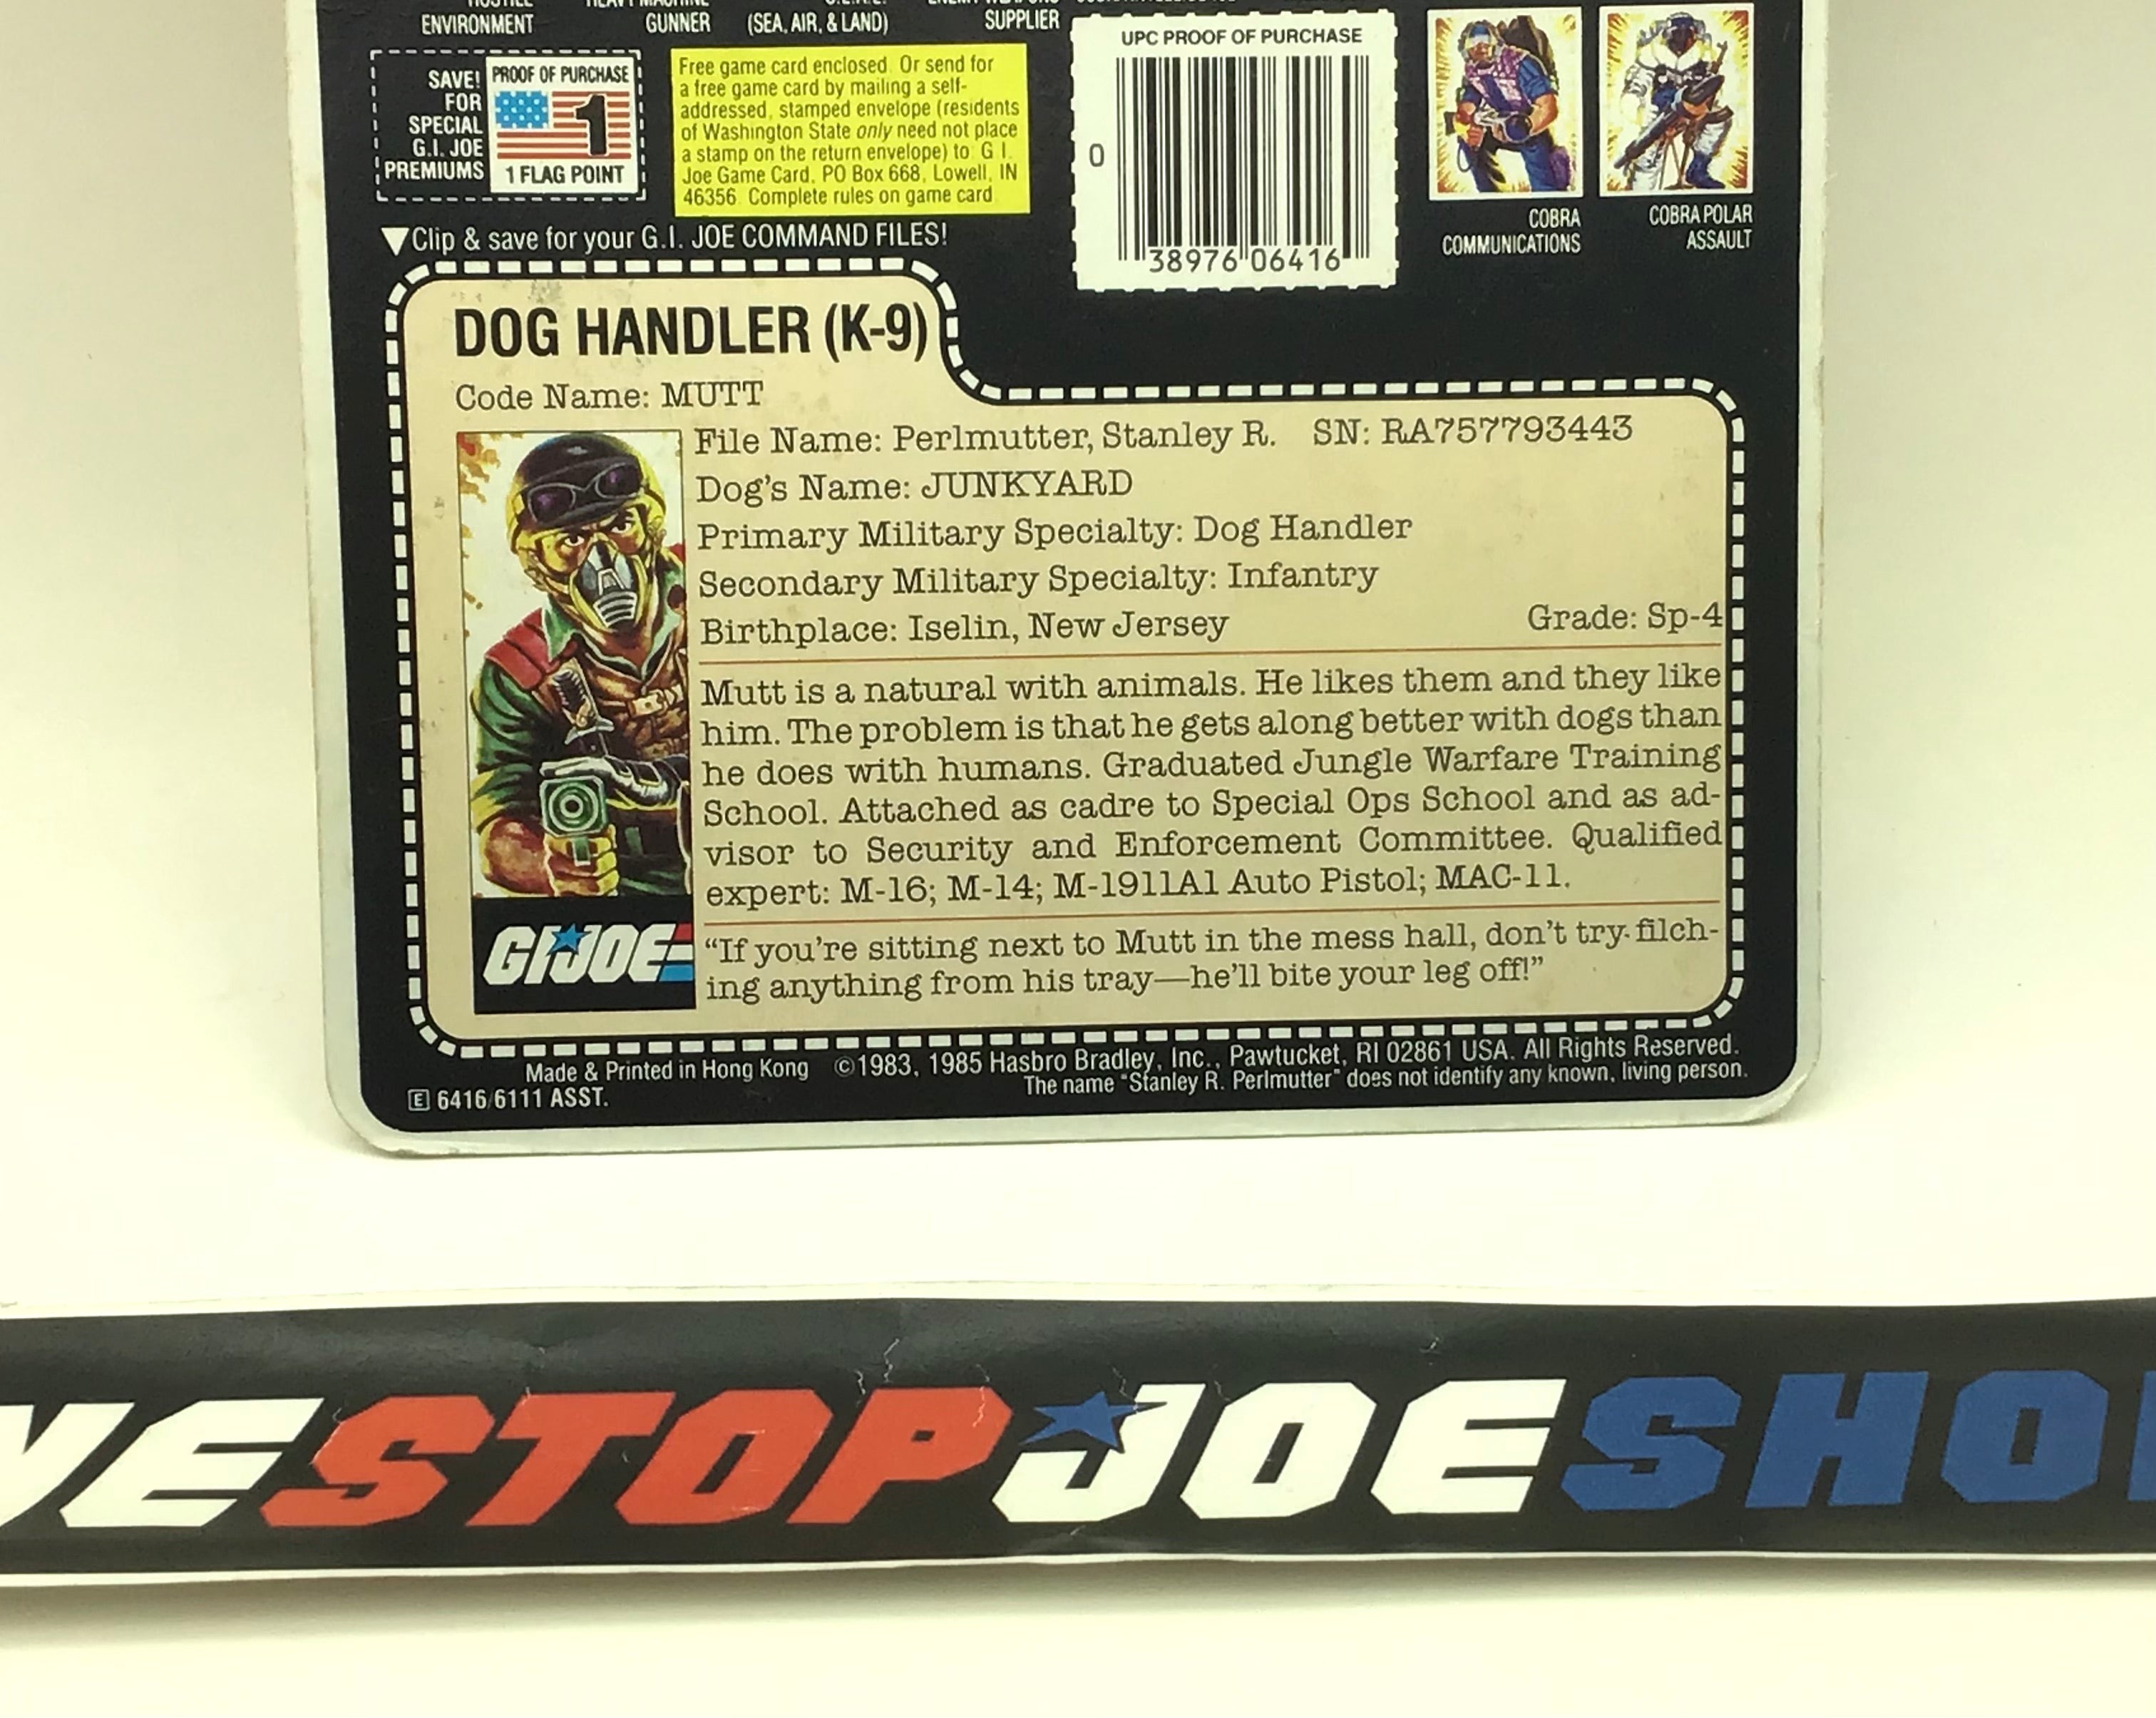 ENVIRONMENT
GUNNER
(SEA, AIR, & LAND)
SUPPLIER
SAVE!
FOR
SPECIAL
G.I. JOE
PREMIUMS
PROOF OF PURCHASE
1
1 FLAG POINT
Free game card enclosed. Or send for
a free game card by mailing a self-
addressed, stamped envelope (residents
of Washington State only need not place
a stamp on the return envelope) to: G.I.
Joe Game Card, PO Box 668, Lowell, IN
46356. Complete rules on game card.
UPC PROOF OF PURCHASE
0
38976 06416
COBRA
COMMUNICATIONS
COBRA POLAR
ASSAULT
▼Clip & save for your G.I. JOE COMMAND FILES!
DOG HANDLER (K-9)
Code Name: MUTT
File Name: Perlmutter, Stanley R. SN: RA757793443
Dog's Name: JUNKYARD
Primary Military Specialty: Dog Handler
Secondary Military Specialty: Infantry
Birthplace: Iselin, New Jersey Grade: Sp-4
Mutt is a natural with animals. He likes them and they like
him. The problem is that he gets along better with dogs than
he does with humans. Graduated Jungle Warfare Training
School. Attached as cadre to Special Ops School and as ad-
visor to Security and Enforcement Committee. Qualified
expert: M-16; M-14; M-1911A1 Auto Pistol; MAC-11.
GI JOE
“If you're sitting next to Mutt in the mess hall, don't try filch-
ing anything from his tray—he'll bite your leg off!”
Made & Printed in Hong Kong ©1983, 1985 Hasbro Bradley, Inc., Pawtucket, RI 02861 USA. All Rights Reserved.
The name “Stanley R. Perlmutter” does not identify any known, living person.
E 6416/6111 ASST.
NESTOPJOESHO